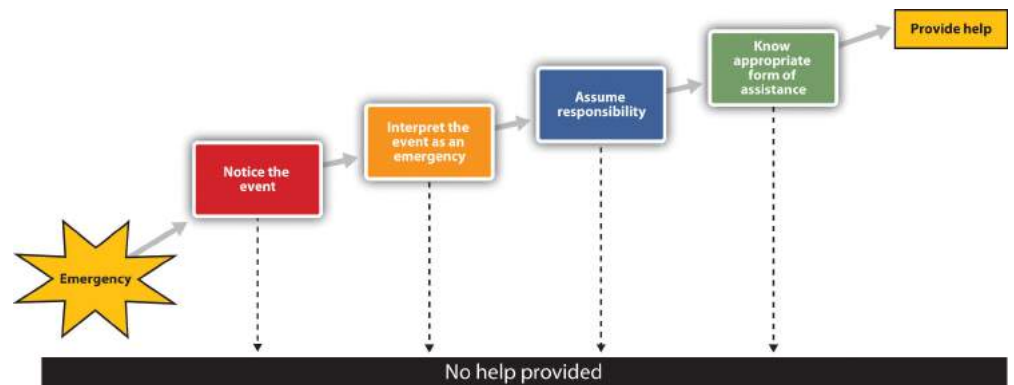 Emergency
Notice the
event
Interpret the
event as an
emergency
Assume
responsibility
Know
appropriate
form of
assistance
Provide help
No help provided